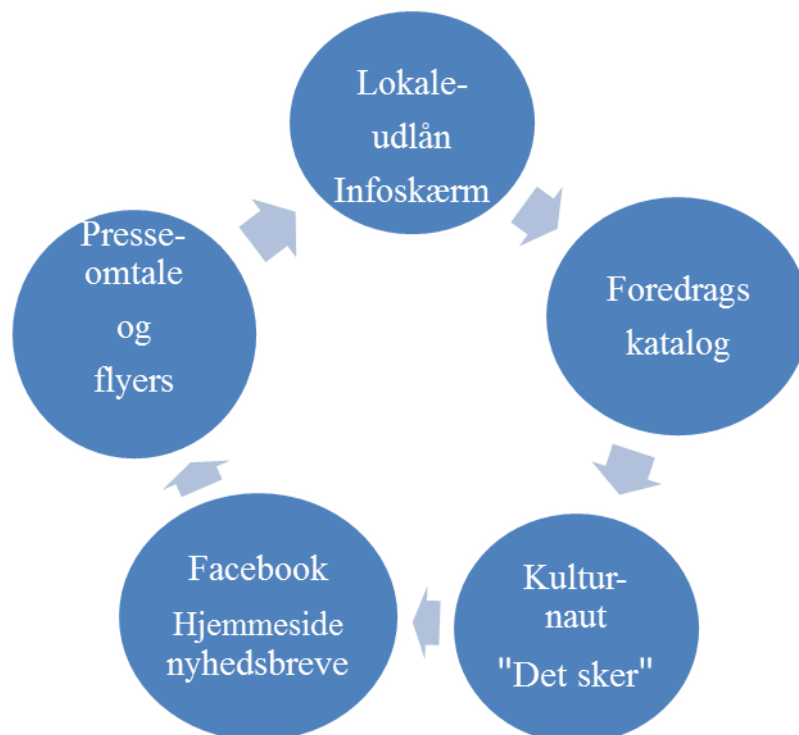 Lokale-
udlån
Infoskærm
Foredrags
katalog
Kultur-
naut
"Det sker"
Facebook
Hjemmeside
nyhedsbreve
Presse-
omtale
og
flyers